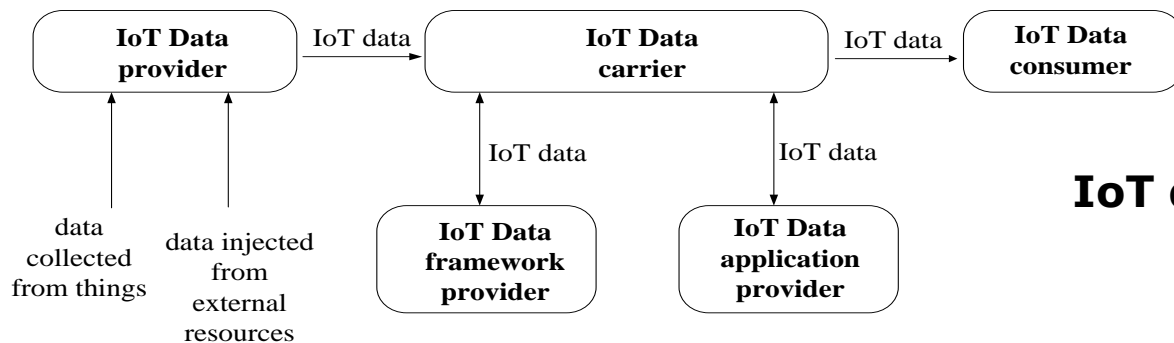 IoT Data
provider
IoT data
IoT Data
carrier
IoT data
IoT Data
consumer
IoT data
IoT data
IoT
data
collected
from things
data injected
from
external
resources
IoT Data
framework
provider
IoT Data
application
provider